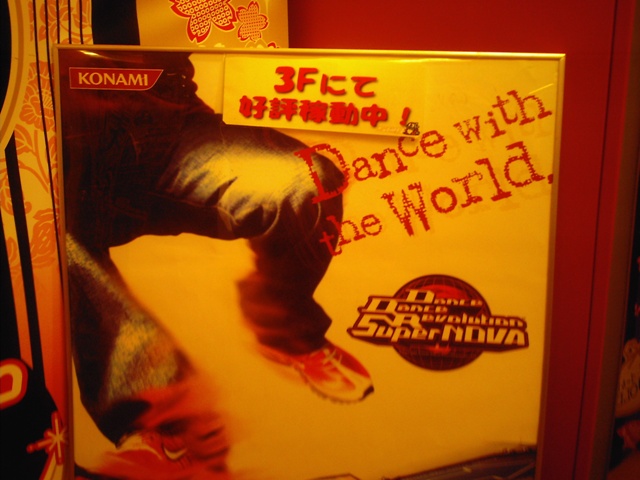 KONAMI
3Fにて
好評稼動中!
Dance with
the World.
Dance
Dance
Revolution
SuperNOVA